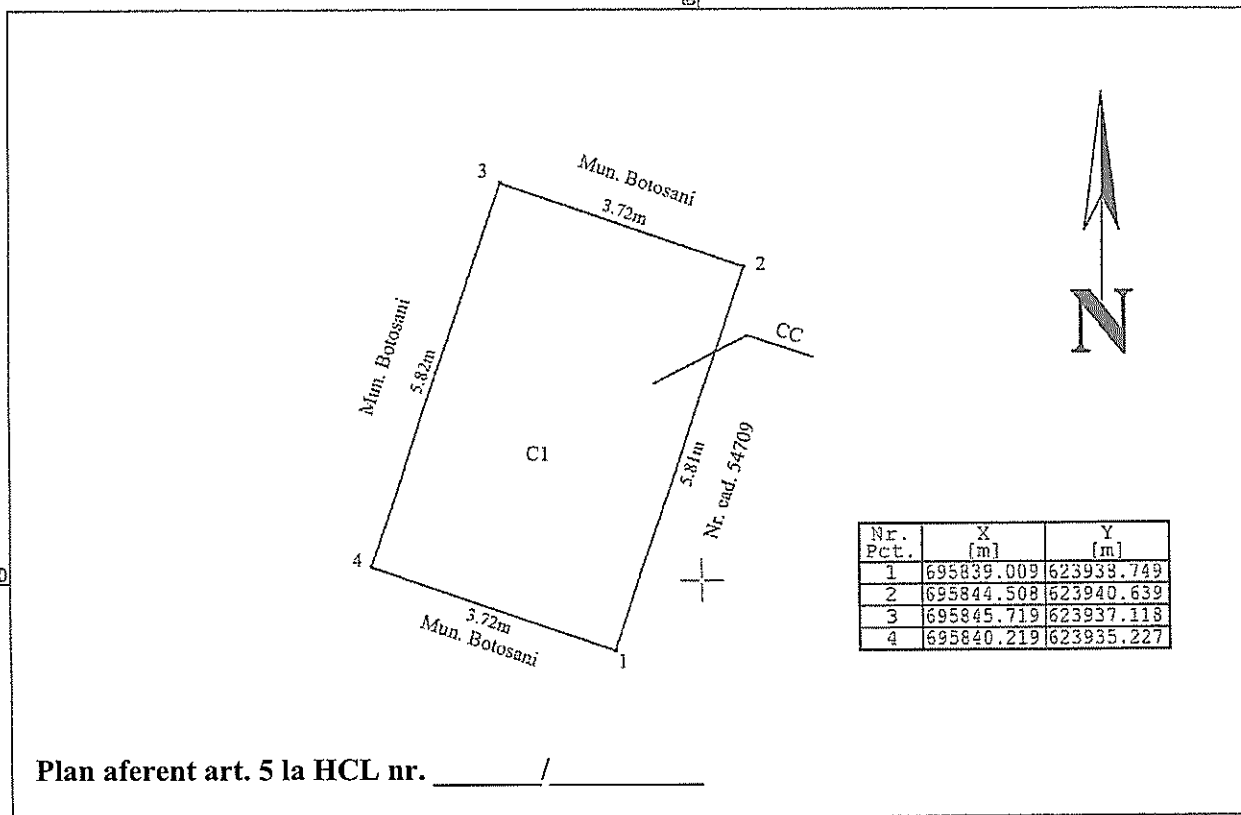 3
Mun. Botosani
3.72m
2
CC
Mun. Botosani
5.82m
C1
5.81m
Nr. cad. 54709
4
3.72m
Mun. Botosani
1
N
Nr. Pct. X [m] Y [m]
1 695839.009 623938.749
2 695844.508 623940.639
3 695845.719 623937.118
4 695840.219 623935.227
Plan aferent art. 5 la HCL nr. ______/________